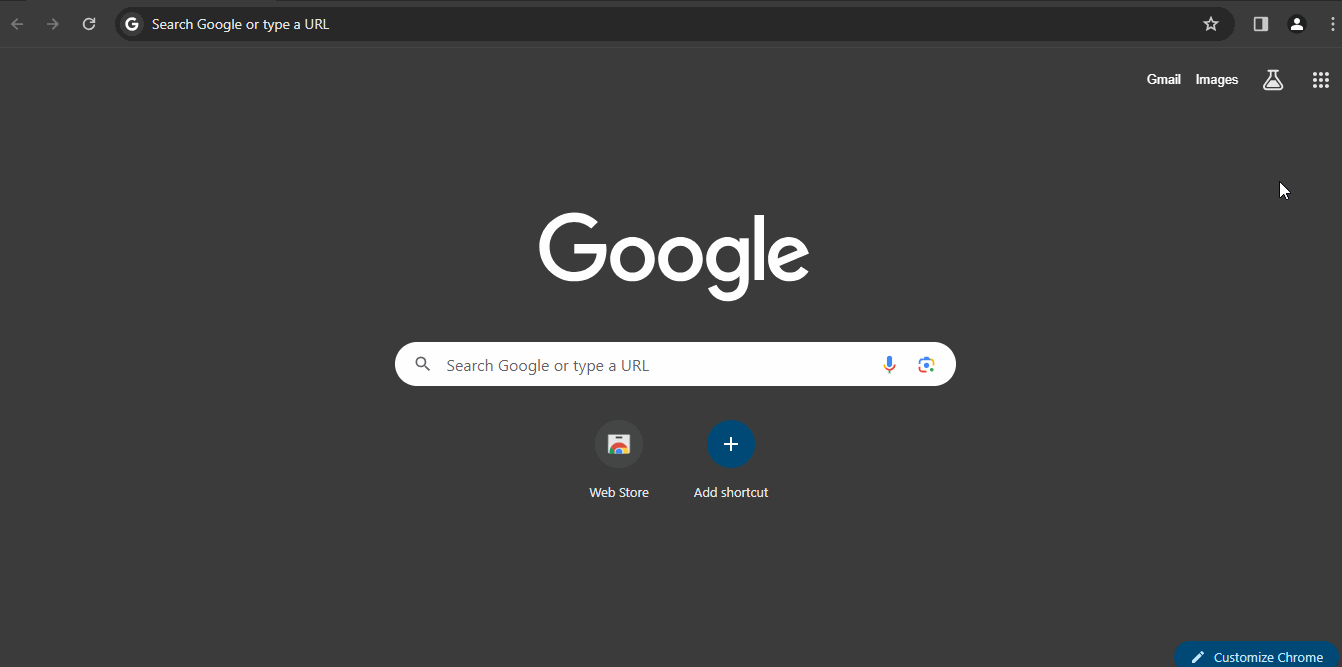 Search Google or type a URL
Gmail Images
Google
Search Google or type a URL
Web Store Add shortcut
Customize Chrome